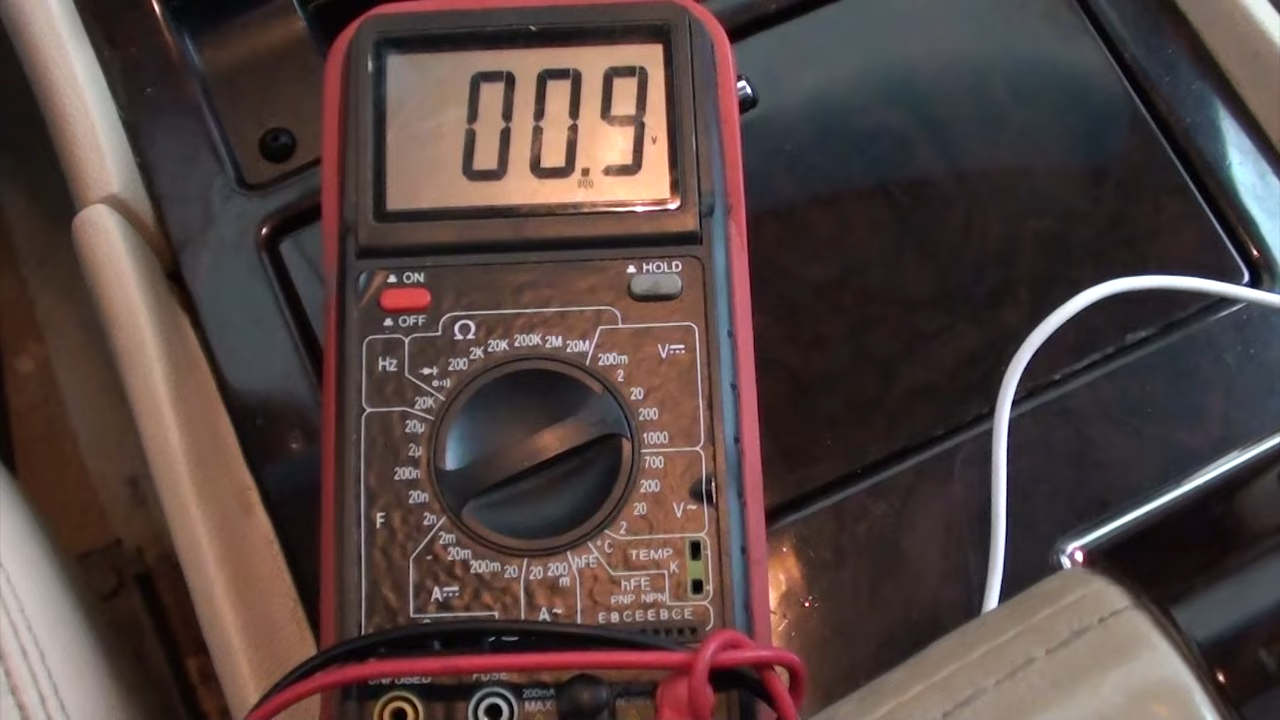 00.9
V
200
ON
HOLD
OFF
Ω
Hz
200 2K 20K 200K 2M 20M
200m
2
20
200
1000
V
700
200
20
2
V~
20K
20µ
2µ
200n
20n
2n
F
2m
20m
200m
20
A
20 200m
A~
hFE
°C
TEMP
K
hFE
PNP NPN
EBCEEBCE
UNFUSED
FUSE
200mA
MAX